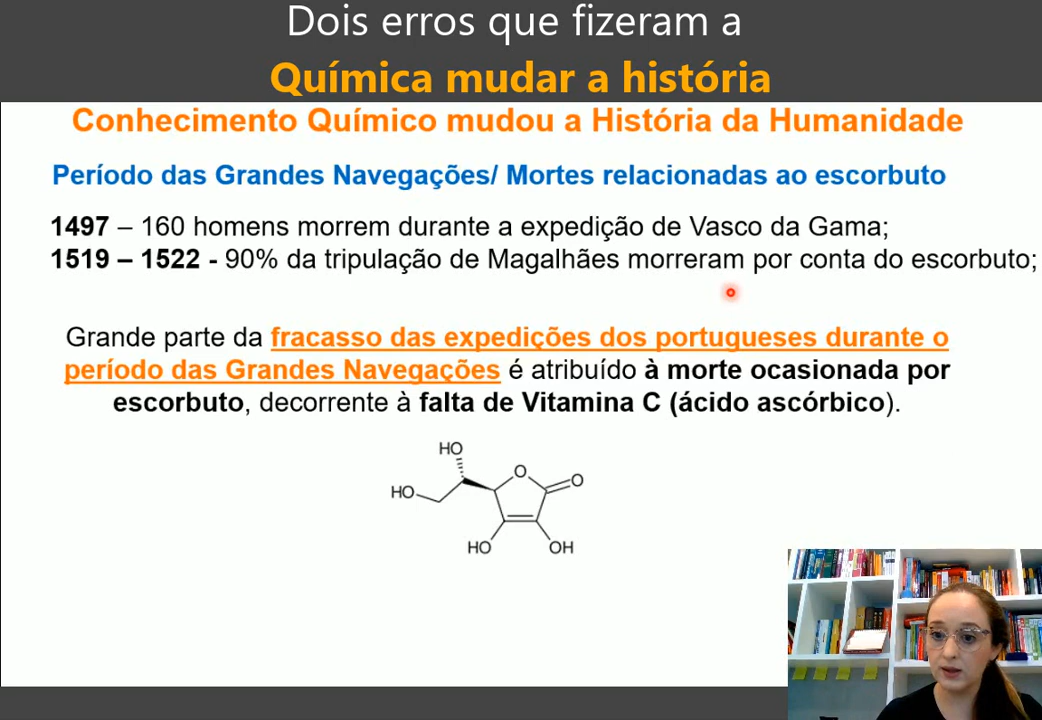 Dois erros que fizeram a
Química mudar a história
Conhecimento Químico mudou a História da Humanidade
Período das Grandes Navegações/ Mortes relacionadas ao escorbuto
1497 – 160 homens morrem durante a expedição de Vasco da Gama;
1519 – 1522 - 90% da tripulação de Magalhães morreram por conta do escorbuto;
Grande parte da fracasso das expedições dos portugueses durante o
período das Grandes Navegações é atribuído à morte ocasionada por
escorbuto, decorrente à falta de Vitamina C (ácido ascórbico).
HO
O
O
HO
HO
OH